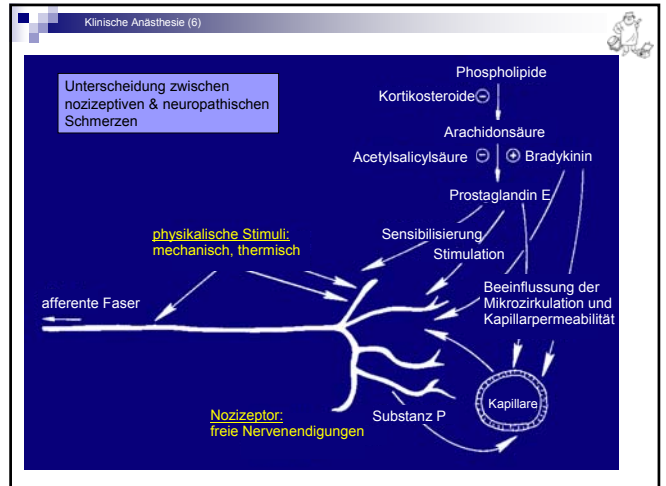 Klinische Anästhesie (6)
Unterscheidung zwischen
nozizeptiven & neuropathischen
Schmerzen
Phospholipide
Kortikosteroide ⊖
Arachidonsäure
Acetylsalicylsäure ⊖ ⊕ Bradykinin
Prostaglandin E
physikalische Stimuli:
mechanisch, thermisch
Sensibilisierung
Stimulation
afferente Faser
Beeinflussung der
Mikrozirkulation und
Kapillarpermeabilität
Nozizeptor:
freie Nervenendigungen
Substanz P
Kapillare